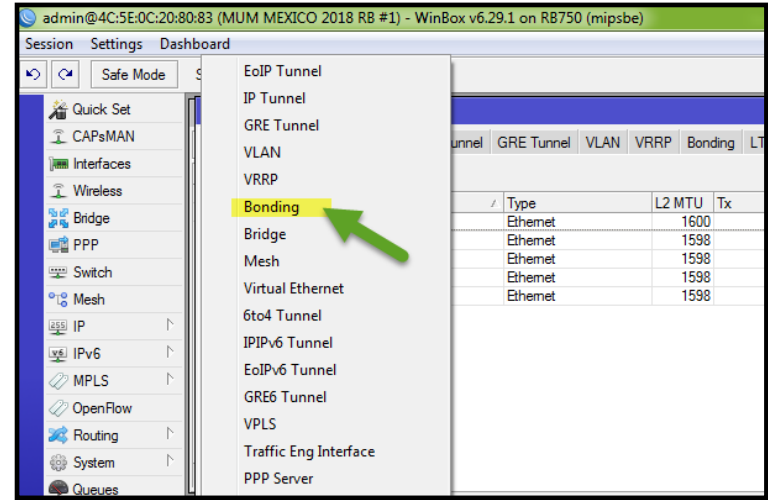 admin@4C:5E:0C:20:80:83 (MUM MEXICO 2018 RB #1) - WinBox v6.29.1 on RB750 (mipsbe)
Session Settings Dashboard
Safe Mode S
Quick Set
CAPsMAN
Interfaces
Wireless
Bridge
PPP
Switch
Mesh
IP
IPv6
MPLS
OpenFlow
Routing
System
Queues
EoIP Tunnel
IP Tunnel
GRE Tunnel
VLAN
VRRP
Bonding
Bridge
Mesh
Virtual Ethernet
6to4 Tunnel
IPIPv6 Tunnel
EoIPv6 Tunnel
GRE6 Tunnel
VPLS
Traffic Eng Interface
PPP Server
unnel GRE Tunnel VLAN VRRP Bonding LT
/ Type L2 MTU Tx
Ethernet 1600
Ethernet 1598
Ethernet 1598
Ethernet 1598
Ethernet 1598